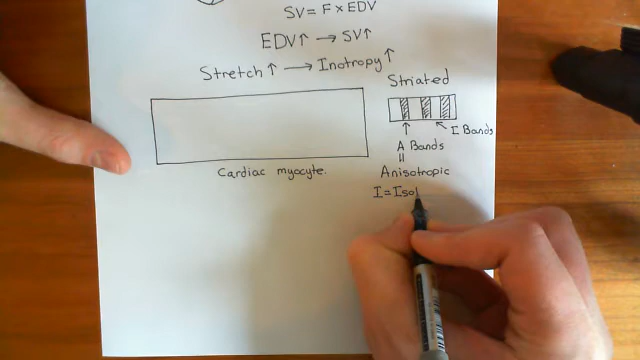 SV = F × EDV
EDV↑ → SV↑
Stretch↑ → Inotropy↑
Striated
I Bands
A Bands
||
Cardiac myocyte.
Anisotropic
I = Isol